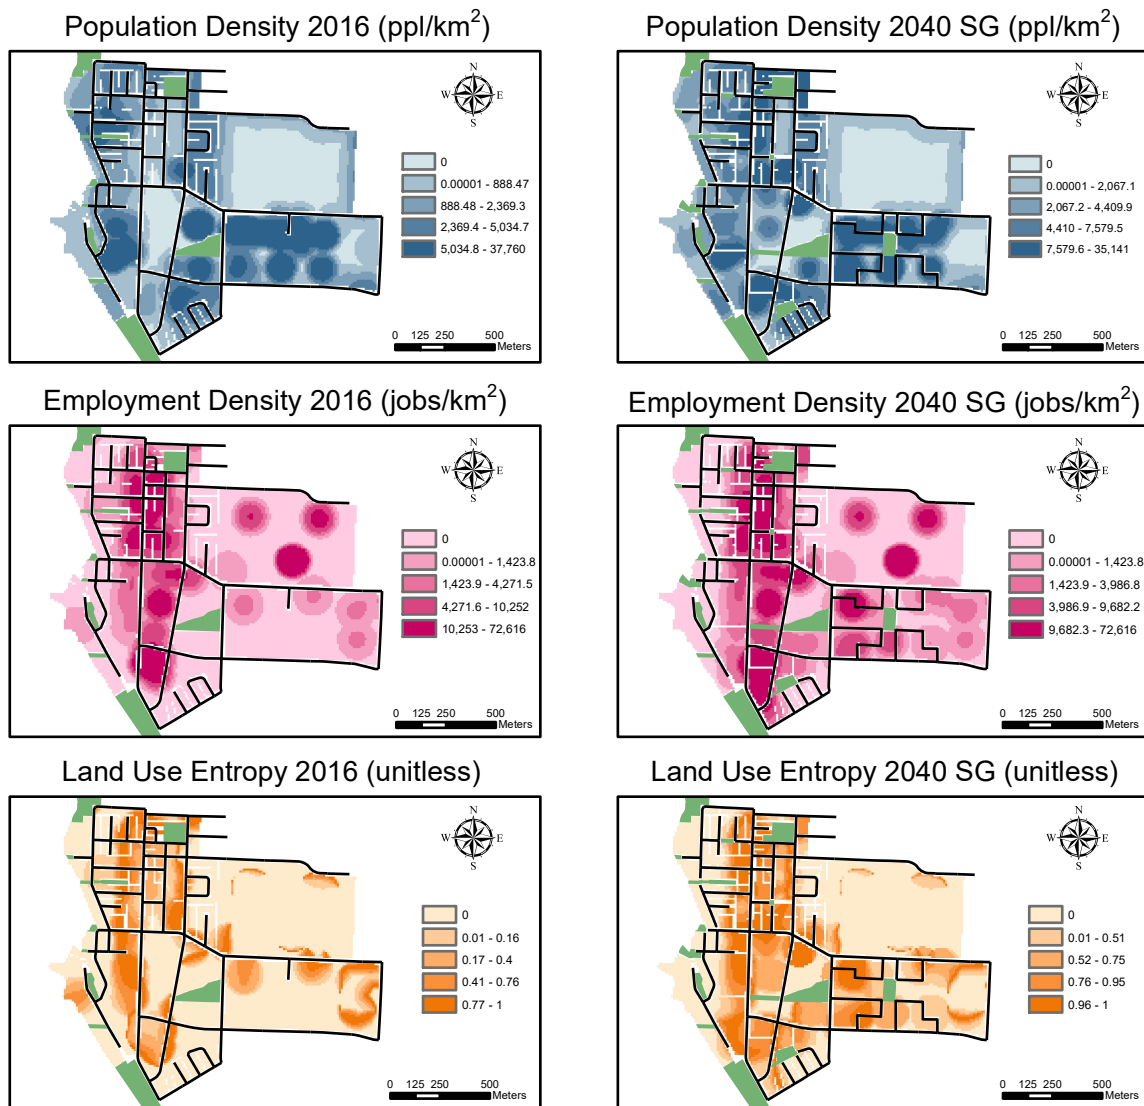 Population Density 2016 (ppl/km²)
N
W E
S
0
0.00001 - 888.47
888.48 - 2,369.3
2,369.4 - 5,034.7
5,034.8 - 37,760
0 125 250 500
Meters
Population Density 2040 SG (ppl/km²)
N
W E
S
0
0.00001 - 2,067.1
2,067.2 - 4,409.9
4,410 - 7,579.5
7,579.6 - 35,141
0 125 250 500
Meters
Employment Density 2016 (jobs/km²)
N
W E
S
0
0.00001 - 1,423.8
1,423.9 - 4,271.5
4,271.6 - 10,252
10,253 - 72,616
0 125 250 500
Meters
Employment Density 2040 SG (jobs/km²)
N
W E
S
0
0.00001 - 1,423.8
1,423.9 - 3,986.8
3,986.9 - 9,682.2
9,682.3 - 72,616
0 125 250 500
Meters
Land Use Entropy 2016 (unitless)
N
W E
S
0
0.01 - 0.16
0.17 - 0.4
0.41 - 0.76
0.77 - 1
0 125 250 500
Meters
Land Use Entropy 2040 SG (unitless)
N
W E
S
0
0.01 - 0.51
0.52 - 0.75
0.76 - 0.95
0.96 - 1
0 125 250 500
Meters